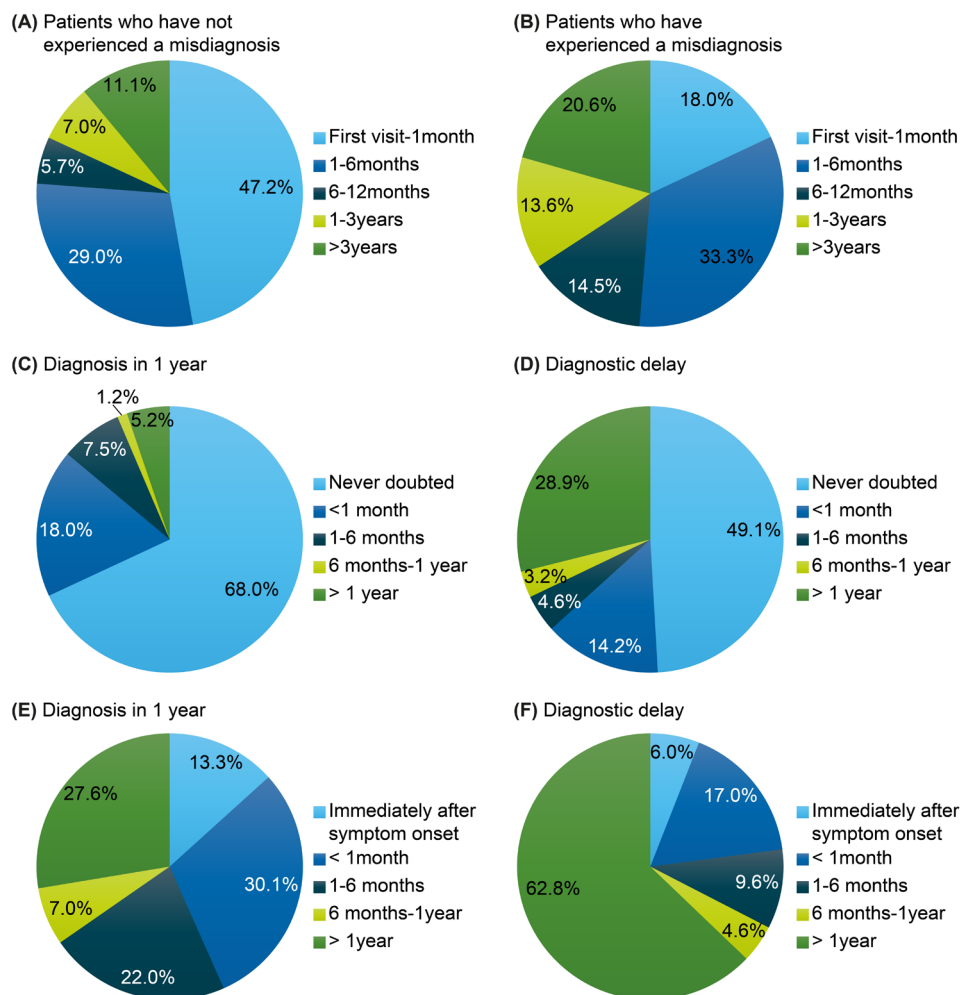 (A) Patients who have not
experienced a misdiagnosis
11.1%
7.0%
5.7%
29.0%
47.2%
First visit-1month
1-6months
6-12months
1-3years
>3years
(B) Patients who have
experienced a misdiagnosis
20.6%
18.0%
13.6%
14.5%
33.3%
First visit-1month
1-6months
6-12months
1-3years
>3years
(C) Diagnosis in 1 year
1.2%
5.2%
7.5%
18.0%
68.0%
Never doubted
<1 month
1-6 months
6 months-1 year
> 1 year
(D) Diagnostic delay
28.9%
49.1%
3.2%
4.6%
14.2%
Never doubted
<1 month
1-6 months
6 months-1 year
> 1 year
(E) Diagnosis in 1 year
13.3%
27.6%
30.1%
7.0%
22.0%
Immediately after
symptom onset
< 1month
1-6 months
6 months-1year
> 1year
(F) Diagnostic delay
6.0%
17.0%
62.8%
9.6%
4.6%
Immediately after
symptom onset
< 1month
1-6 months
6 months-1year
> 1year